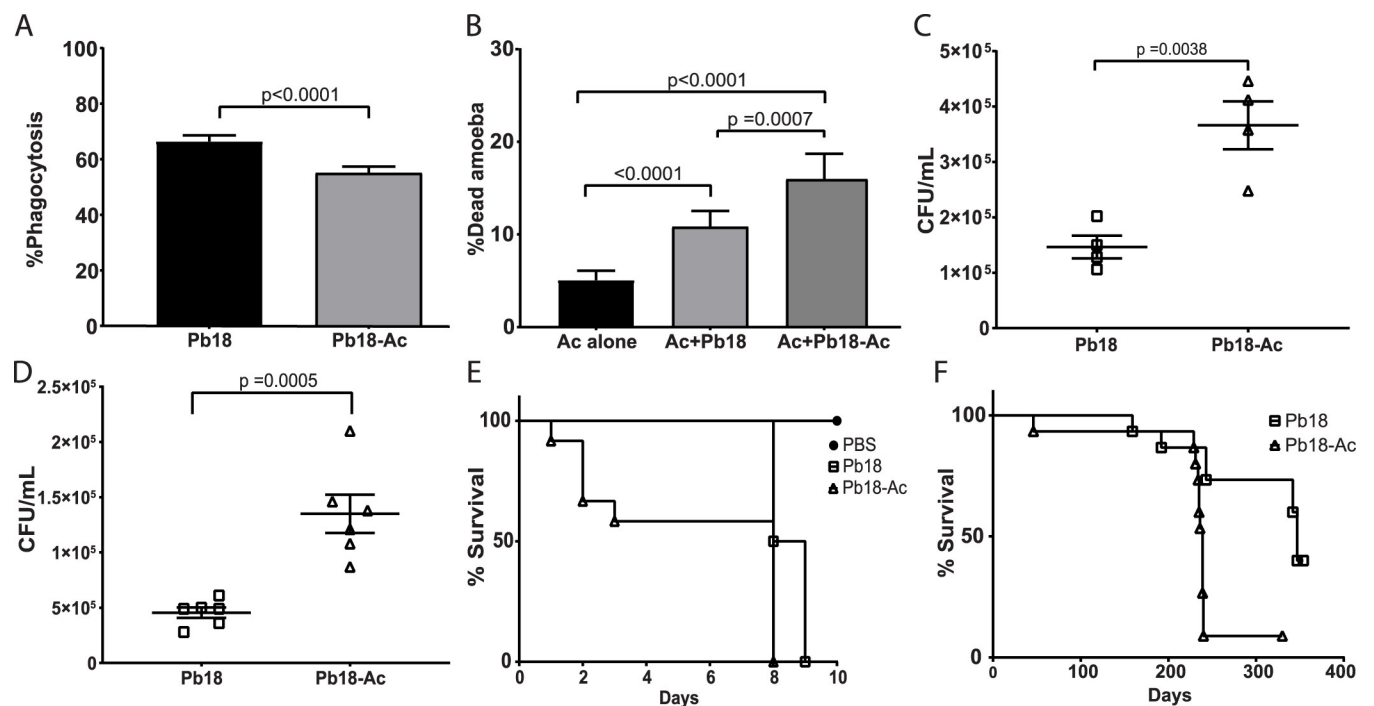 A
%Phagocytosis
100
80
60
40
20
0
p<0.0001
Pb18
Pb18-Ac
B
%Dead amoeba
30
20
10
0
p<0.0001
p =0.0007
<0.0001
Ac alone
Ac+Pb18
Ac+Pb18-Ac
C
CFU/mL
5×10⁵
4×10⁵
3×10⁵
2×10⁵
1×10⁵
0
p =0.0038
Pb18
Pb18-Ac
D
CFU/mL
2.5×10⁵
2×10⁵
1.5×10⁵
1×10⁵
5×10⁵
0
p =0.0005
Pb18
Pb18-Ac
E
% Survival
100
50
0
PBS
Pb18
Pb18-Ac
0
2
4
6
8
10
Days
F
% Survival
100
50
0
Pb18
Pb18-Ac
0
100
200
300
400
Days